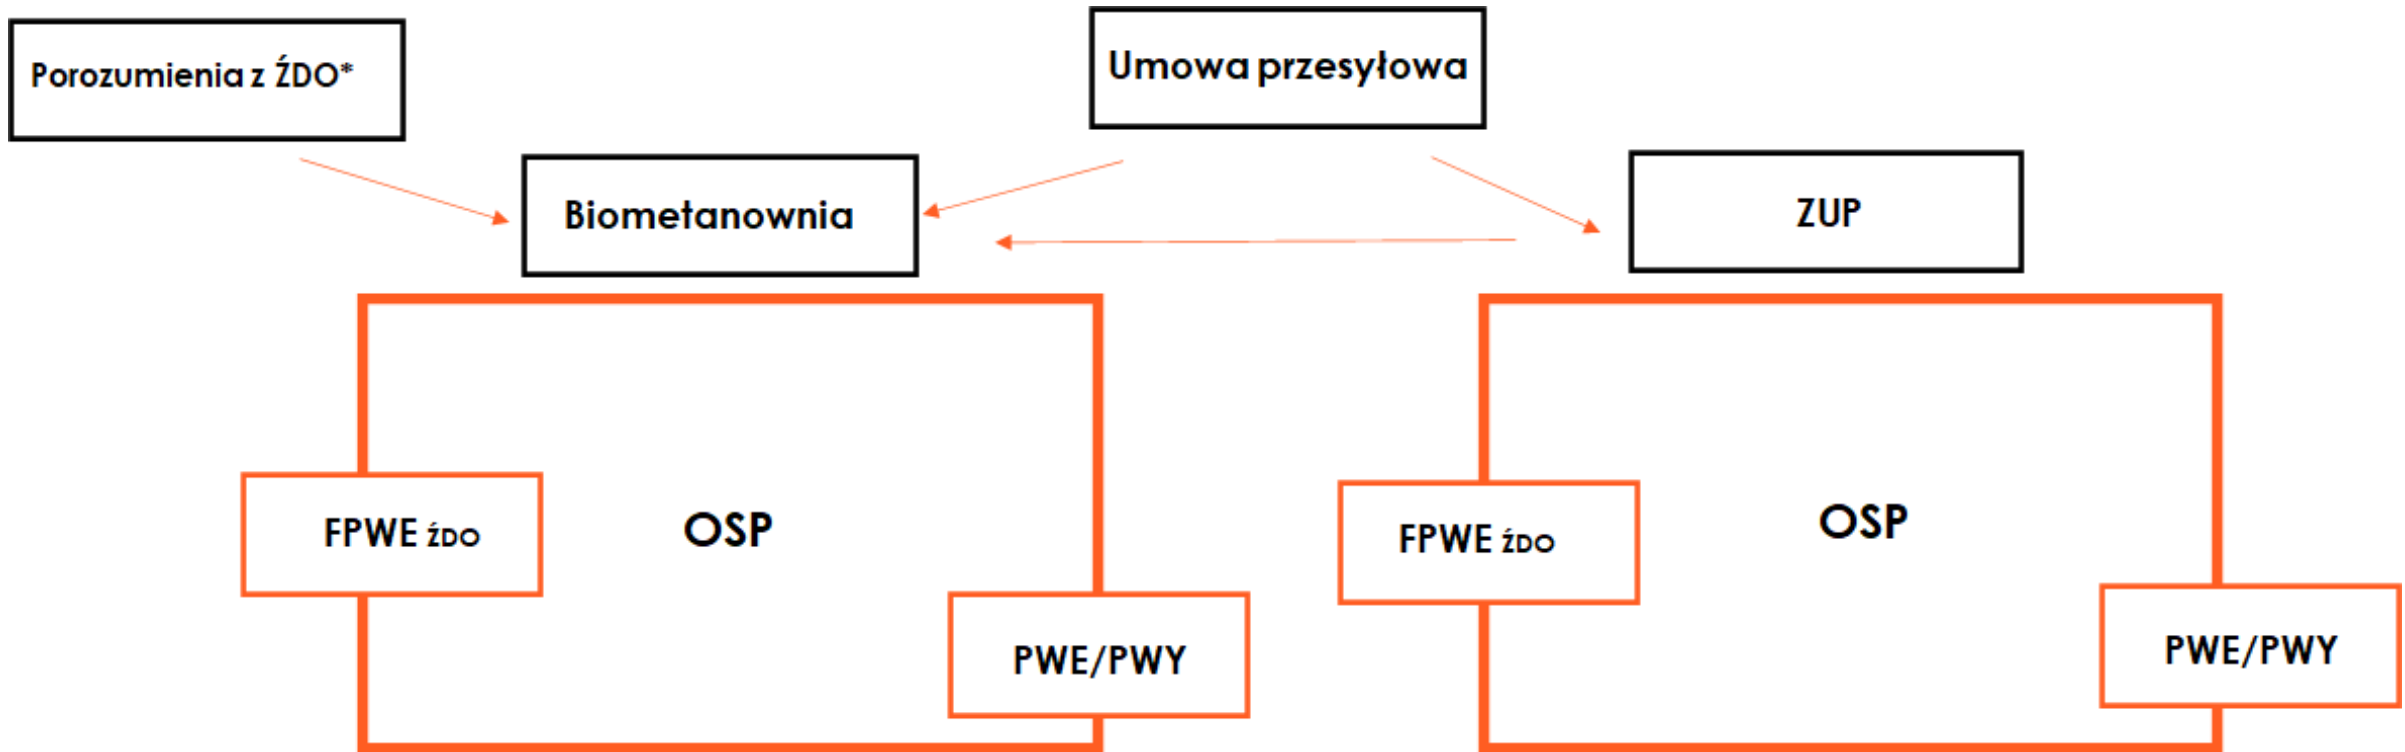 Porozumienia z ŹDO*
Umowa przesyłowa
Biometanownia
ZUP
FPWE ŹDO
OSP
PWE/PWY
FPWE ŹDO
OSP
PWE/PWY